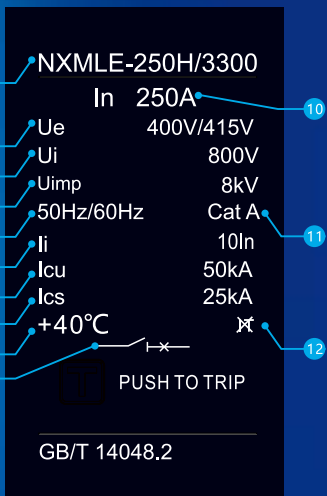 NXMLE-250H/3300
In 250A
10
Ue 400V/415V
Ui 800V
Uimp 8kV
50Hz/60Hz Cat A
11
Ii 10In
Icu 50kA
Ics 25kA
+40℃
12
PUSH TO TRIP
GB/T 14048.2